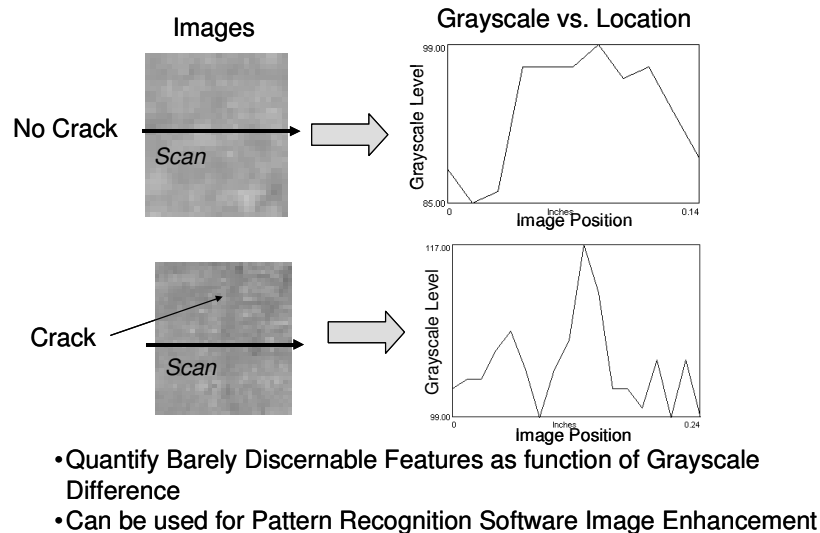 Images
Grayscale vs. Location
No Crack
Scan
99.00
Grayscale Level
85.00
0
Inches
0.14
Image Position
Crack
Scan
117.00
Grayscale Level
99.00
0
Inches
0.24
Image Position
•Quantify Barely Discernable Features as function of Grayscale
Difference
•Can be used for Pattern Recognition Software Image Enhancement